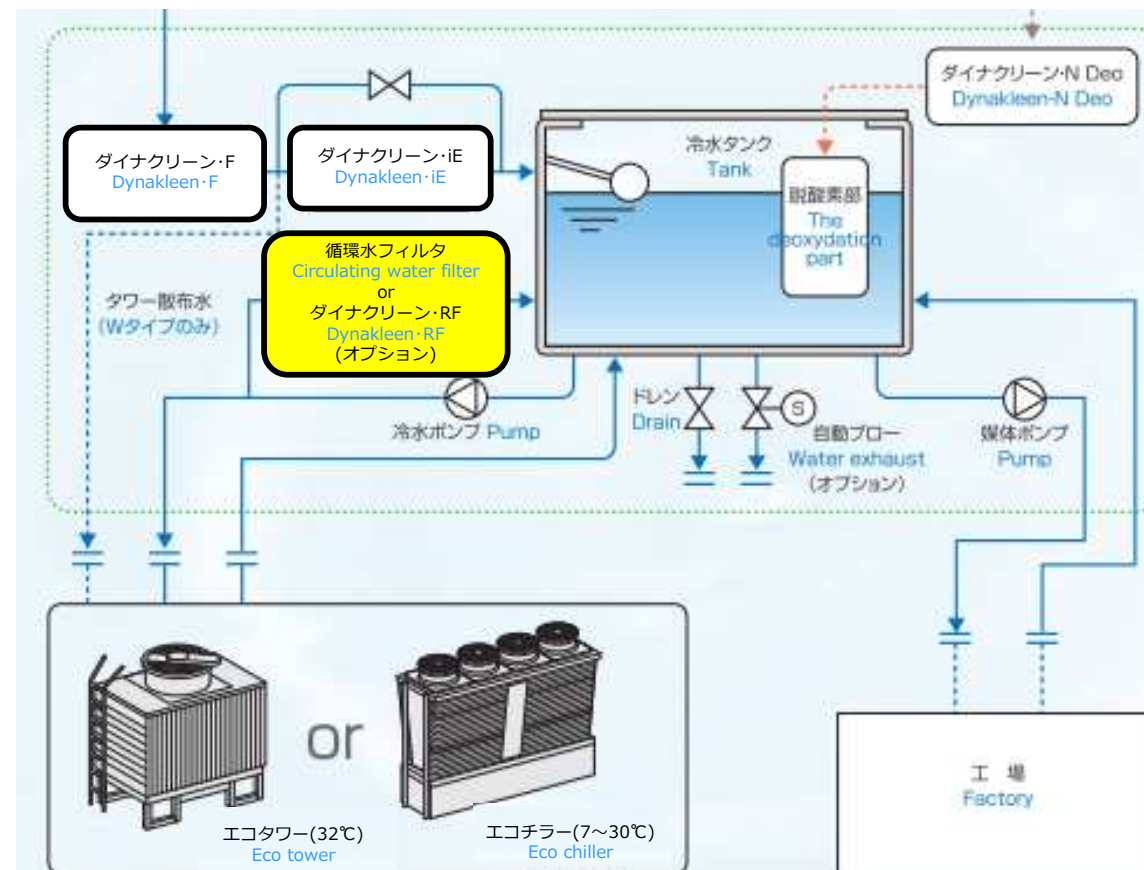 ダイナクリーン・N Deo
Dynakleen-N Deo
ダイナクリーン・F
Dynakleen・F
ダイナクリーン・iE
Dynakleen・iE
冷水タンク
Tank
脱酸素部
The
deoxydation
part
循環水フィルタ
Circulating water filter
or
ダイナクリーン・RF
Dynakleen・RF
(オプション)
タワー散布水
(Wタイプのみ)
冷水ポンプ Pump
ドレン
Drain
S
自動ブロー
Water exhaust
(オプション)
媒体ポンプ
Pump
or
エコタワー(32℃)
Eco tower
エコチラー(7～30℃)
Eco chiller
工 場
Factory